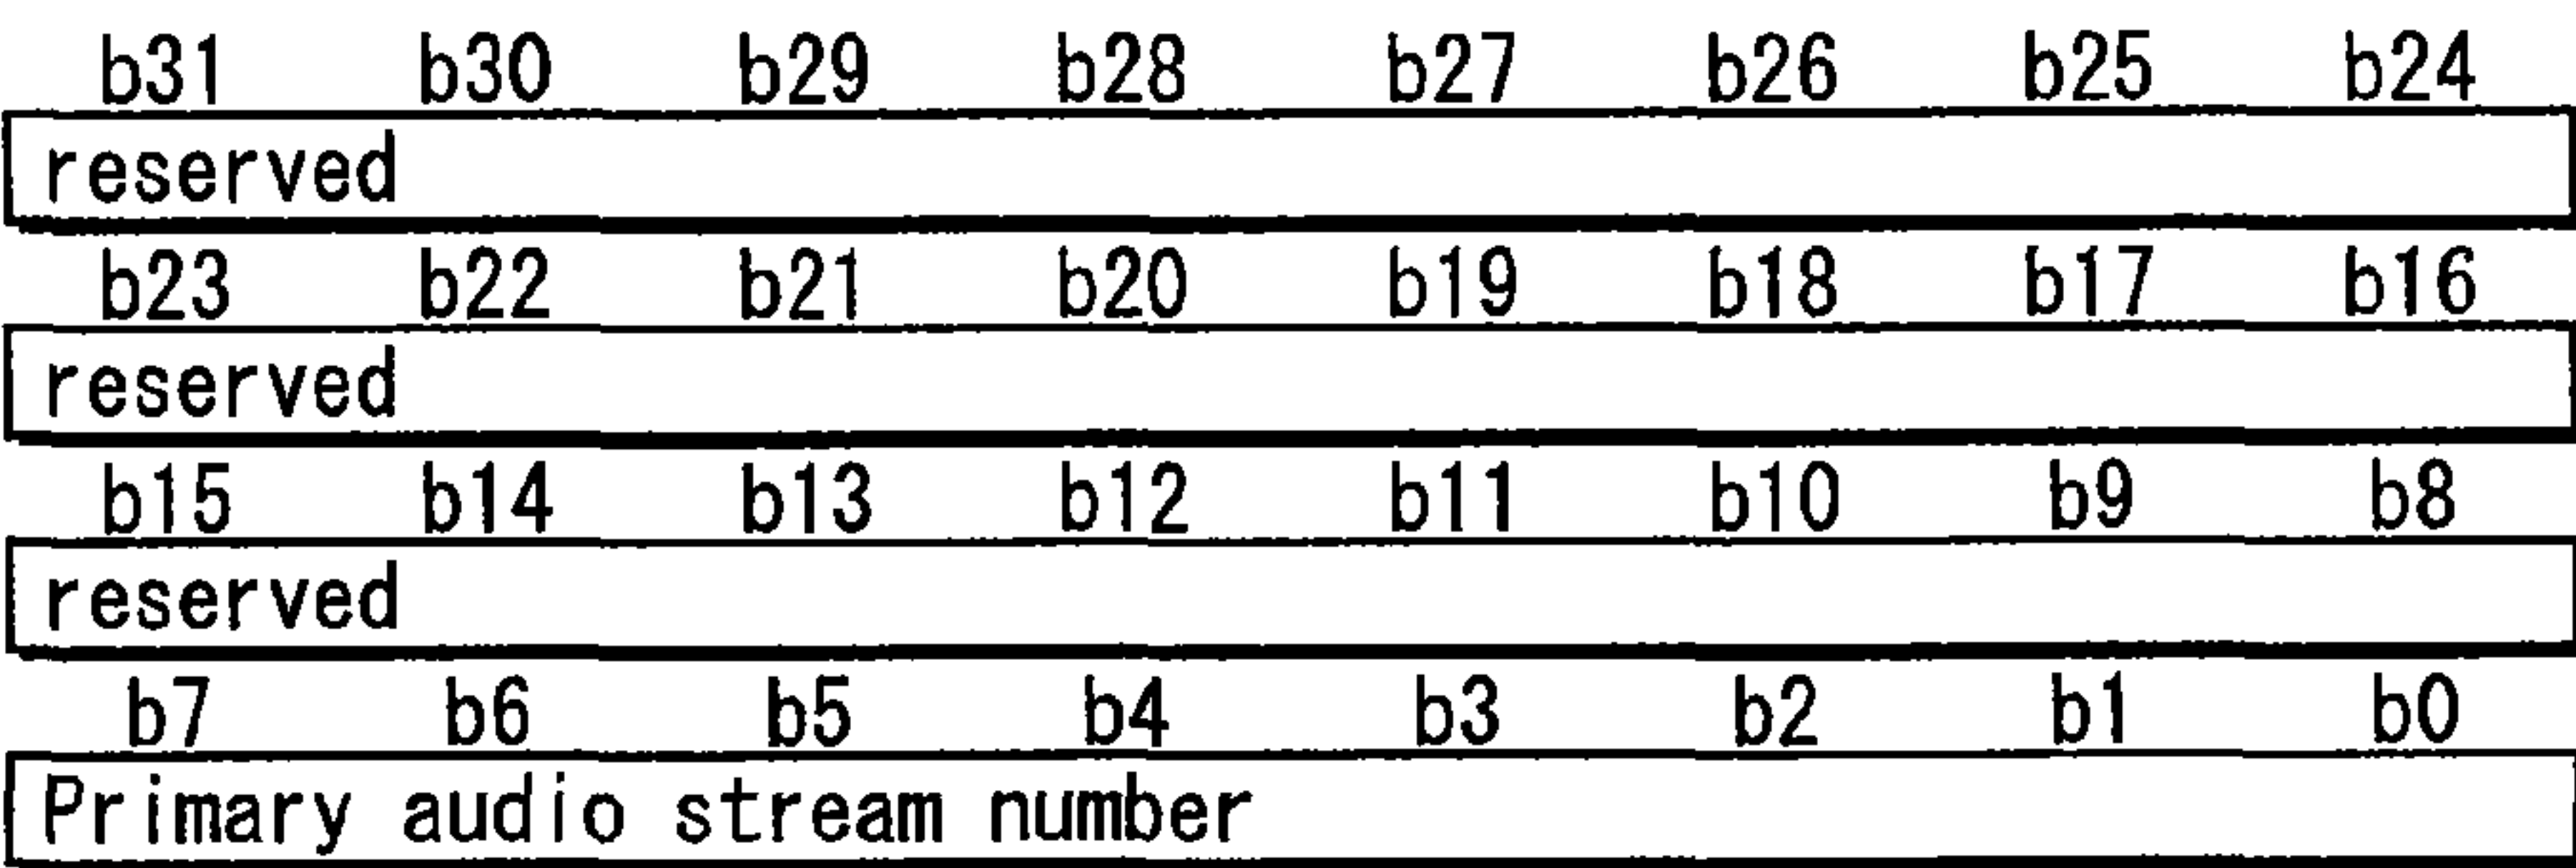 b31 b30 b29 b28 b27 b26 b25 b24
reserved
b23 b22 b21 b20 b19 b18 b17 b16
reserved
b15 b14 b13 b12 b11 b10 b9 b8
reserved
b7 b6 b5 b4 b3 b2 b1 b0
Primary audio stream number